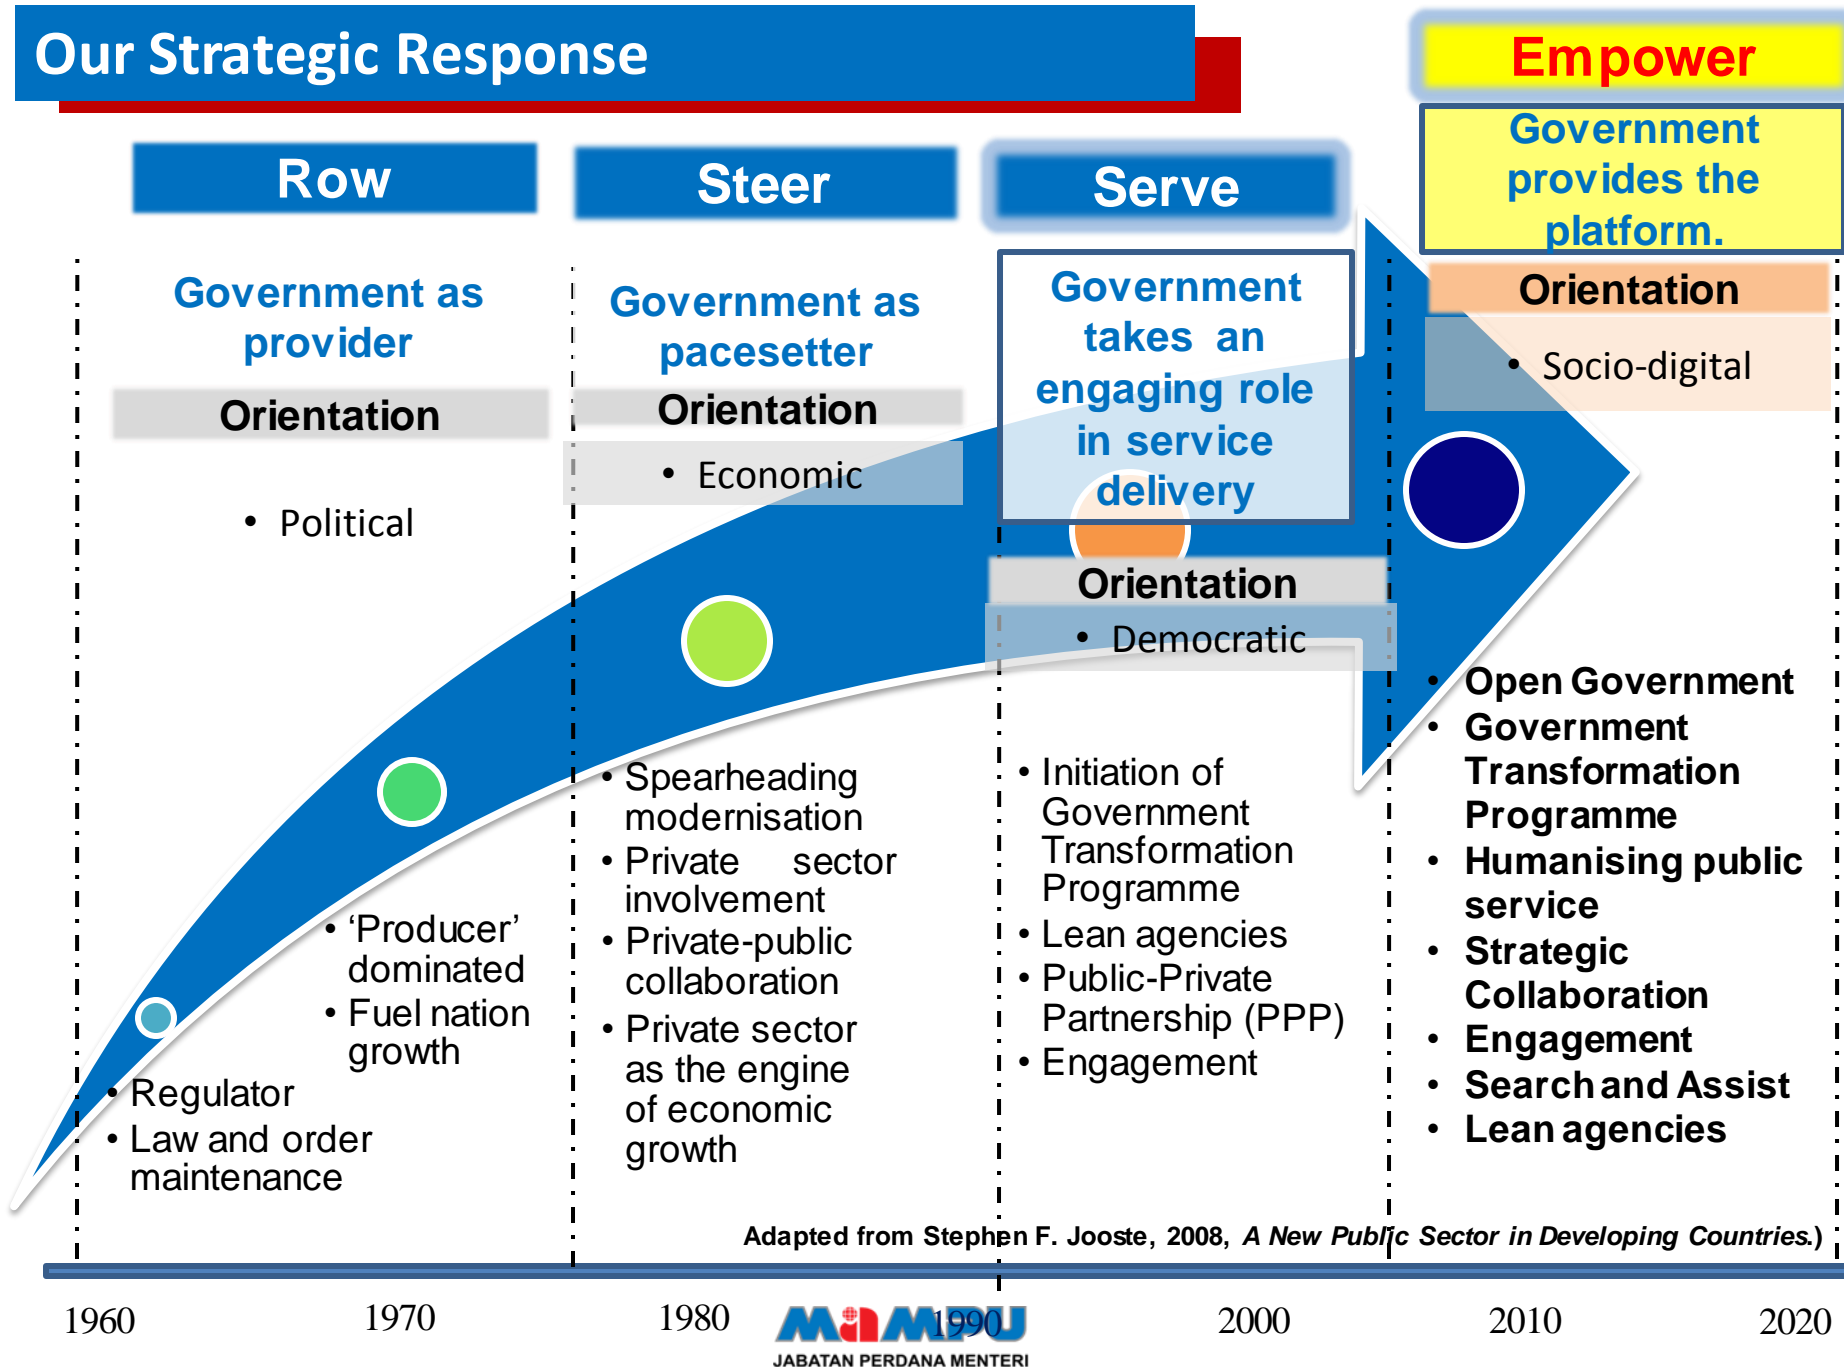 Our Strategic Response
Row
Government as
provider
Orientation
• Political
• 'Producer'
dominated
• Fuel nation
growth
• Regulator
• Law and order
maintenance
Steer
Government as
pacesetter
Orientation
• Economic
• Spearheading
modernisation
• Private sector
involvement
• Private-public
collaboration
• Private sector
as the engine
of economic
growth
Serve
Government
takes an
engaging role
in service
delivery
Orientation
• Democratic
• Initiation of
Government
Transformation
Programme
• Lean agencies
• Public-Private
Partnership (PPP)
• Engagement
Empower
Government
provides the
platform.
Orientation
• Socio-digital
• Open Government
• Government
Transformation
Programme
• Humanising public
service
• Strategic
Collaboration
• Engagement
• Search and Assist
• Lean agencies
Adapted from Stephen F. Jooste, 2008, A New Public Sector in Developing Countries.)
1960 1970 1980 1990 2000 2010 2020
MAMPU
JABATAN PERDANA MENTERI